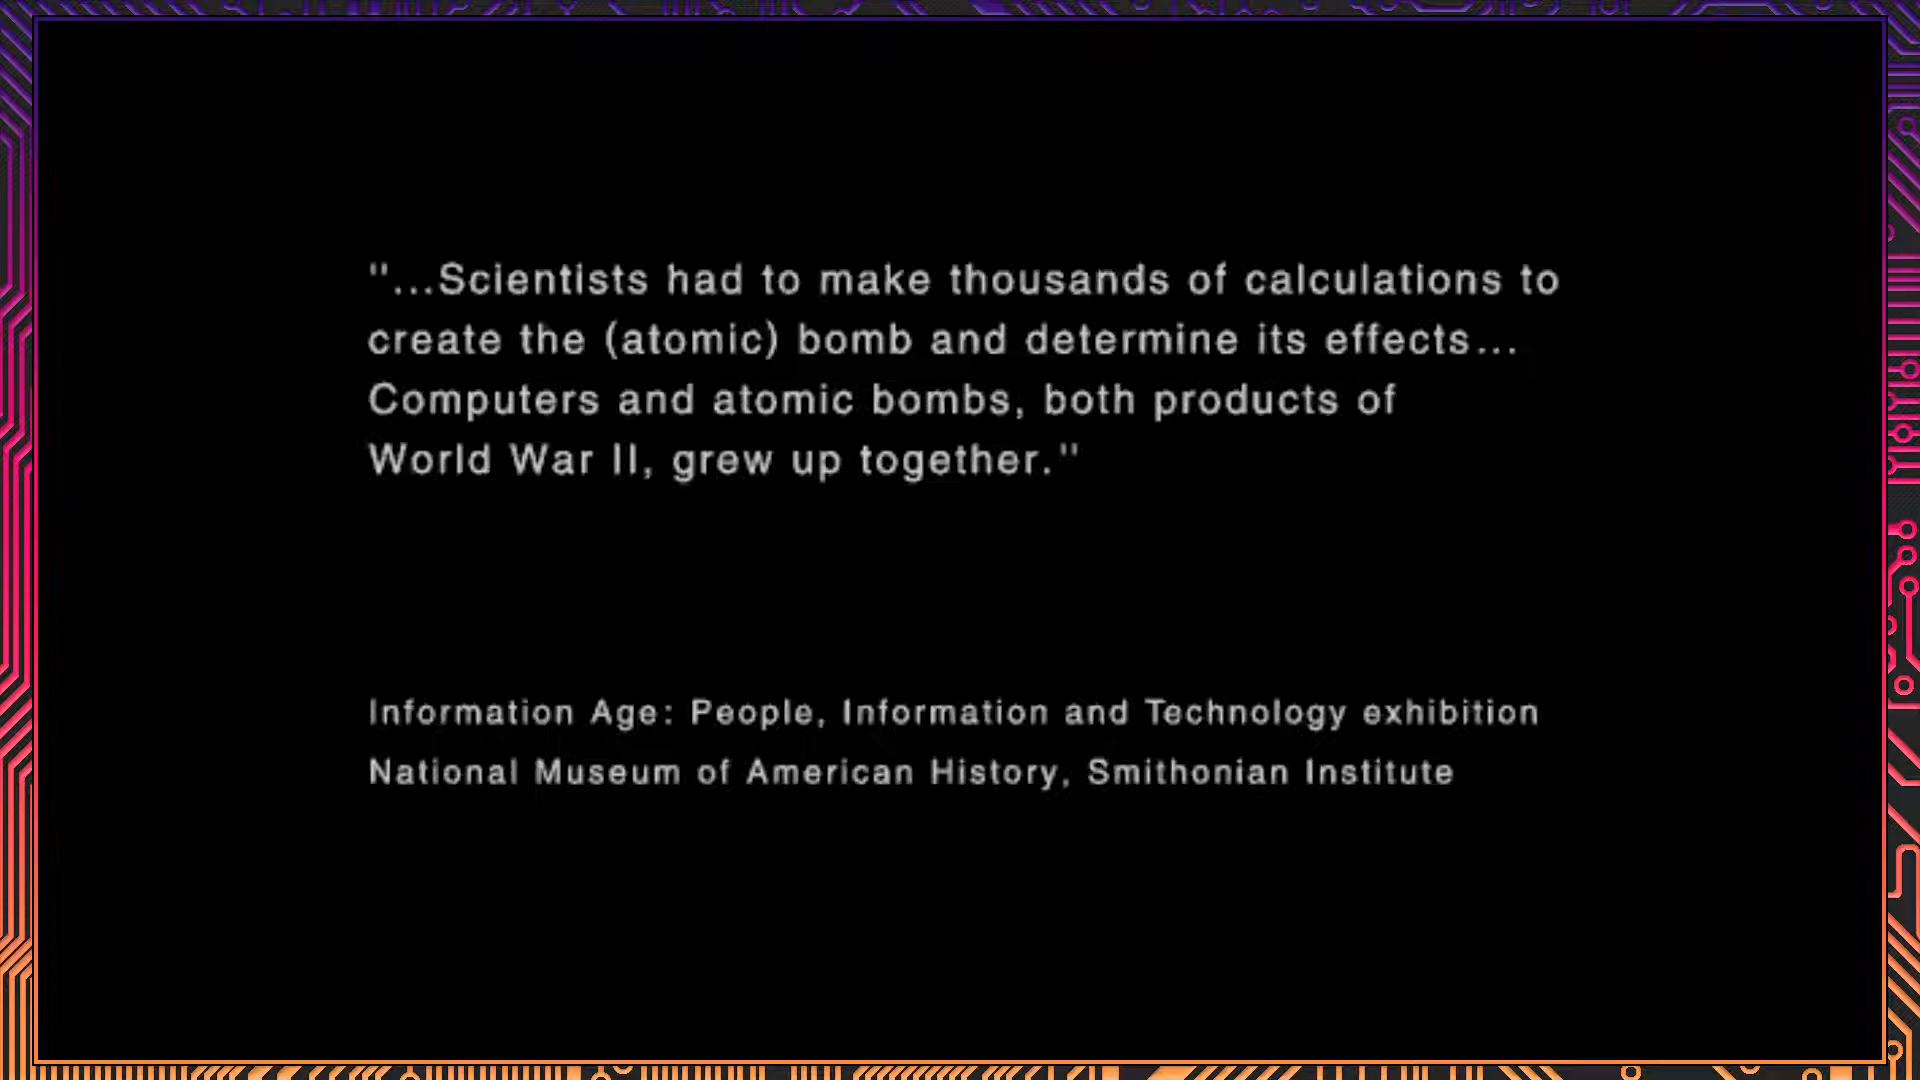 "...Scientists had to make thousands of calculations to
create the (atomic) bomb and determine its effects...
Computers and atomic bombs, both products of
World War II, grew up together."
Information Age: People, Information and Technology exhibition
National Museum of American History, Smithonian Institute